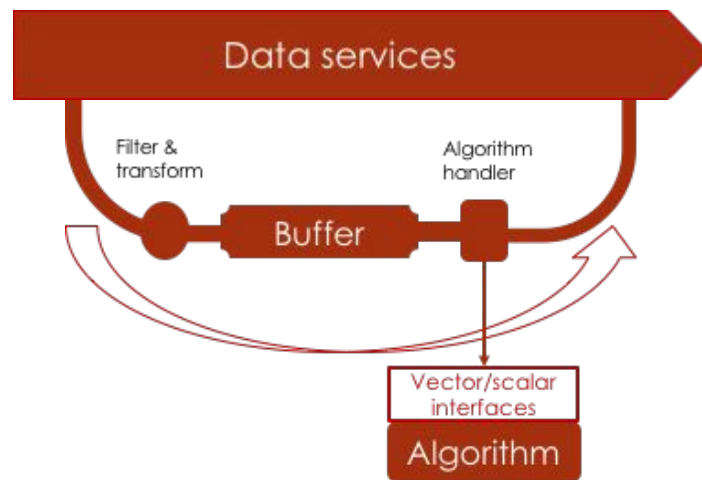 Data services
Filter &
transform
Algorithm
handler
Buffer
Vector/scalar
interfaces
Algorithm